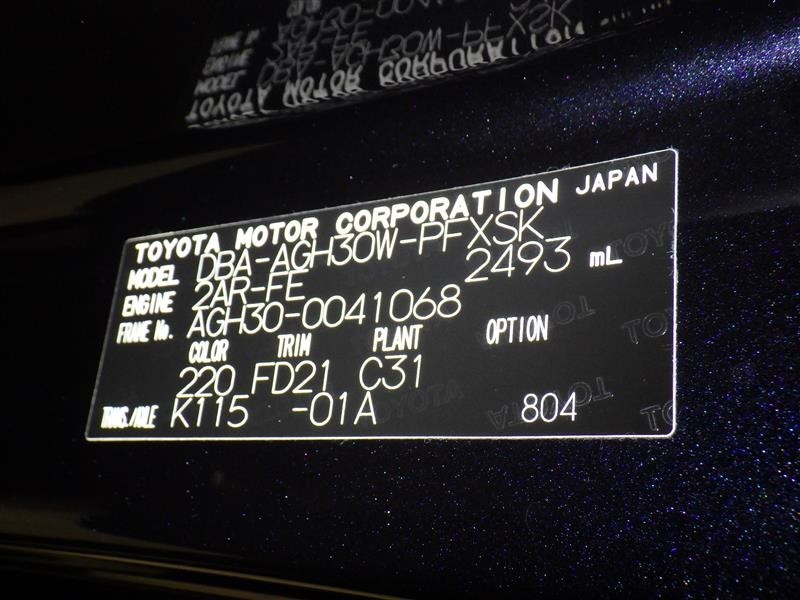 TOYOTA MOTOR CORPORATION JAPAN
MODEL DBA-AGH30W-PFXSK
ENGINE 2AR-FE 2493 mL
FRAME No. AGH30-0041068
COLOR TRIM PLANT OPTION
220 FD21 C31
TRANS./AXLE K115 -01A 804